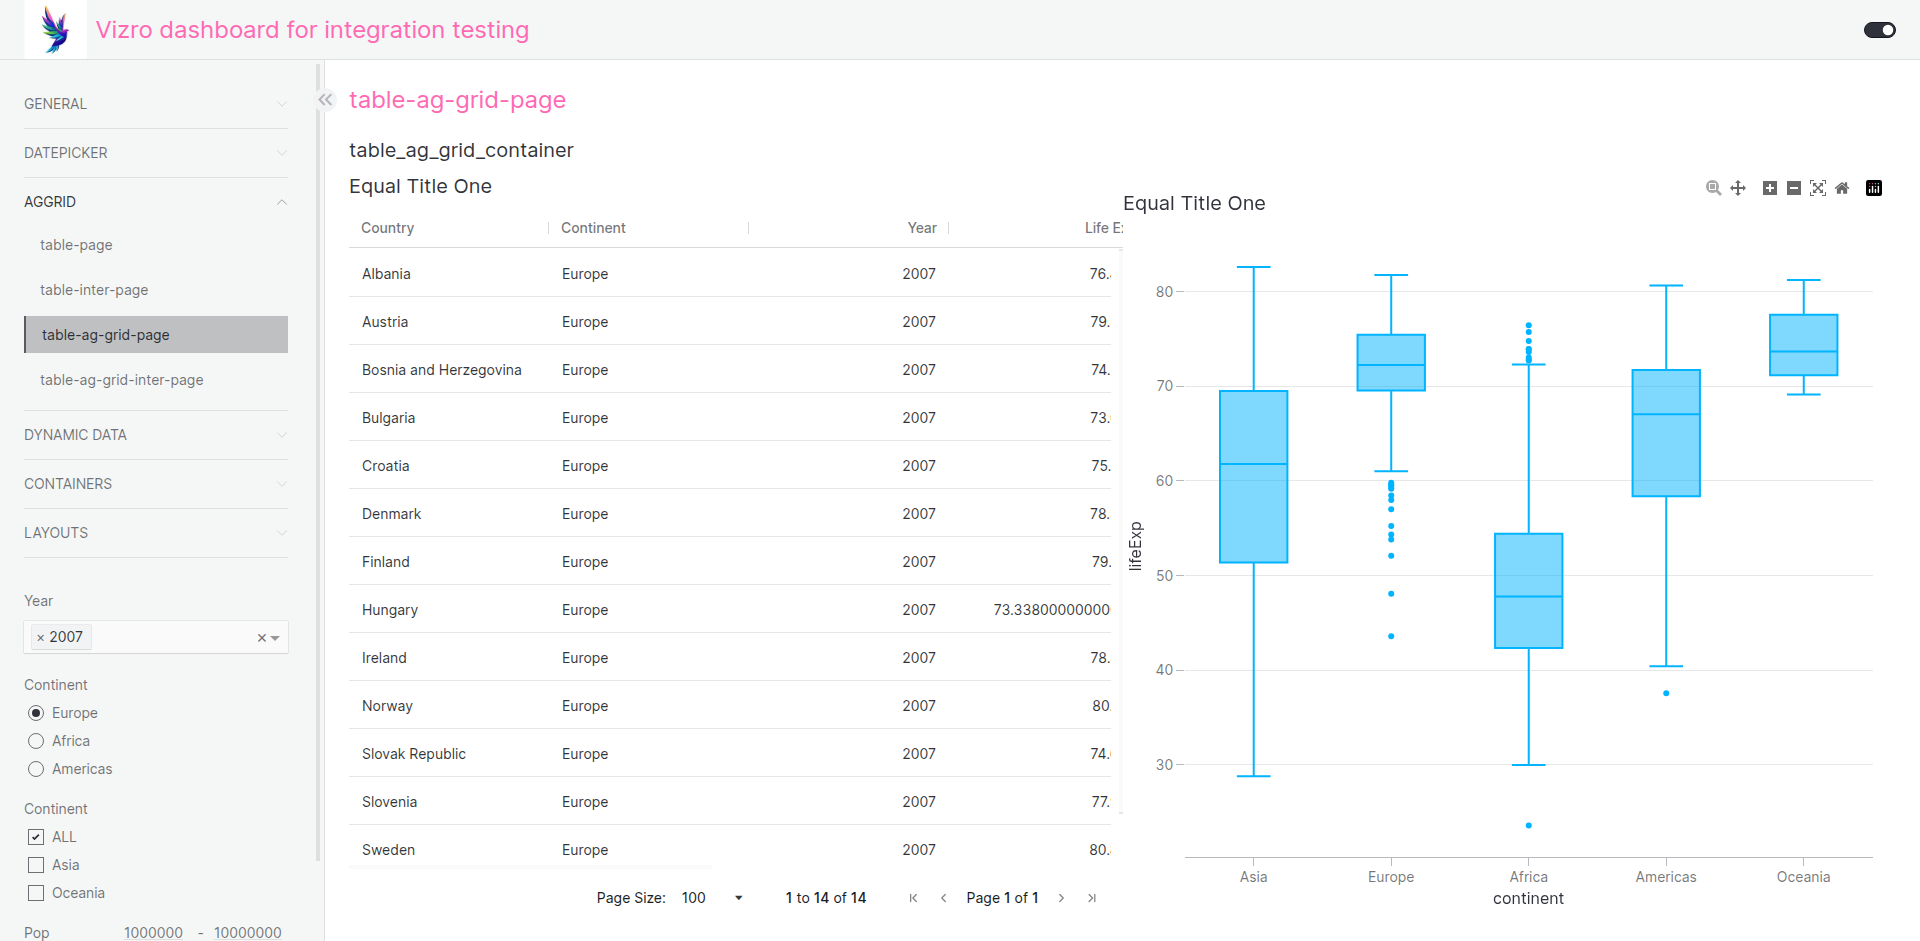 Vizro dashboard for integration testing
GENERAL
DATEPICKER
AGGRID
table-page
table-inter-page
table-ag-grid-page
table-ag-grid-inter-page
DYNAMIC DATA
CONTAINERS
LAYOUTS
Year
× 2007
Continent
Europe
Africa
Americas
Continent
ALL
Asia
Oceania
Pop 1000000 - 10000000
table-ag-grid-page
table_ag_grid_container
Equal Title One
Country Continent Year Life E
Albania Europe 2007 76.
Austria Europe 2007 79.
Bosnia and Herzegovina Europe 2007 74.
Bulgaria Europe 2007 73.
Croatia Europe 2007 75.
Denmark Europe 2007 78.
Finland Europe 2007 79.
Hungary Europe 2007 73.33800000000
Ireland Europe 2007 78.
Norway Europe 2007 80.
Slovak Republic Europe 2007 74.
Slovenia Europe 2007 77.
Sweden Europe 2007 80.
Page Size: 100 1 to 14 of 14 Page 1 of 1
Equal Title One
80
70
60
50
40
30
lifeExp
Asia Europe Africa Americas Oceania
continent